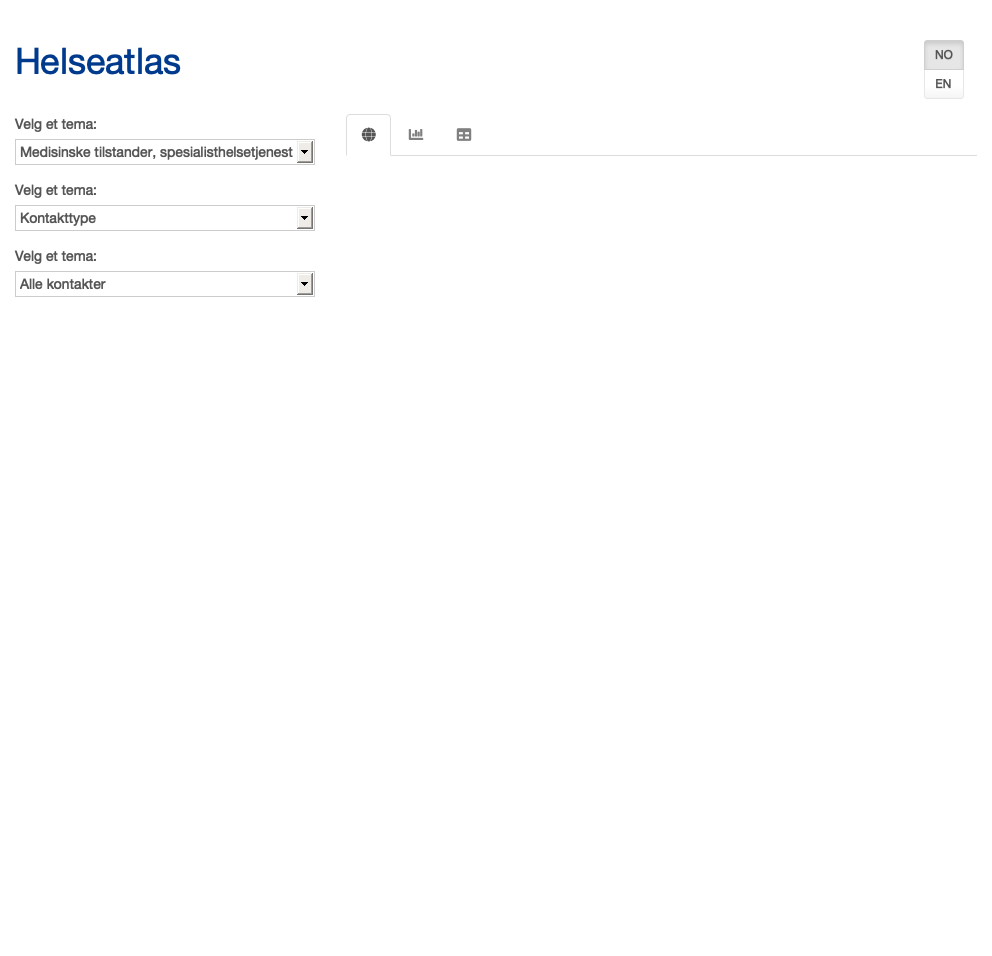 Helseatlas
NO
EN
Velg et tema:
Medisinske tilstander, spesialisthelsetjenest
Velg et tema:
Kontakttype
Velg et tema:
Alle kontakter